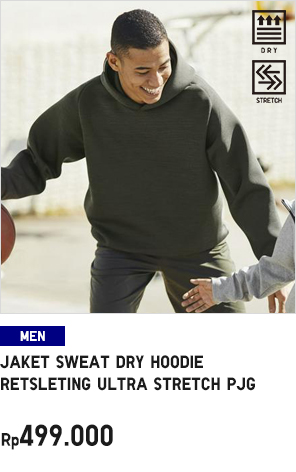 DRY
STRETCH
MEN
JAKET SWEAT DRY HOODIE
RETSLETING ULTRA STRETCH PJG
Rp499.000